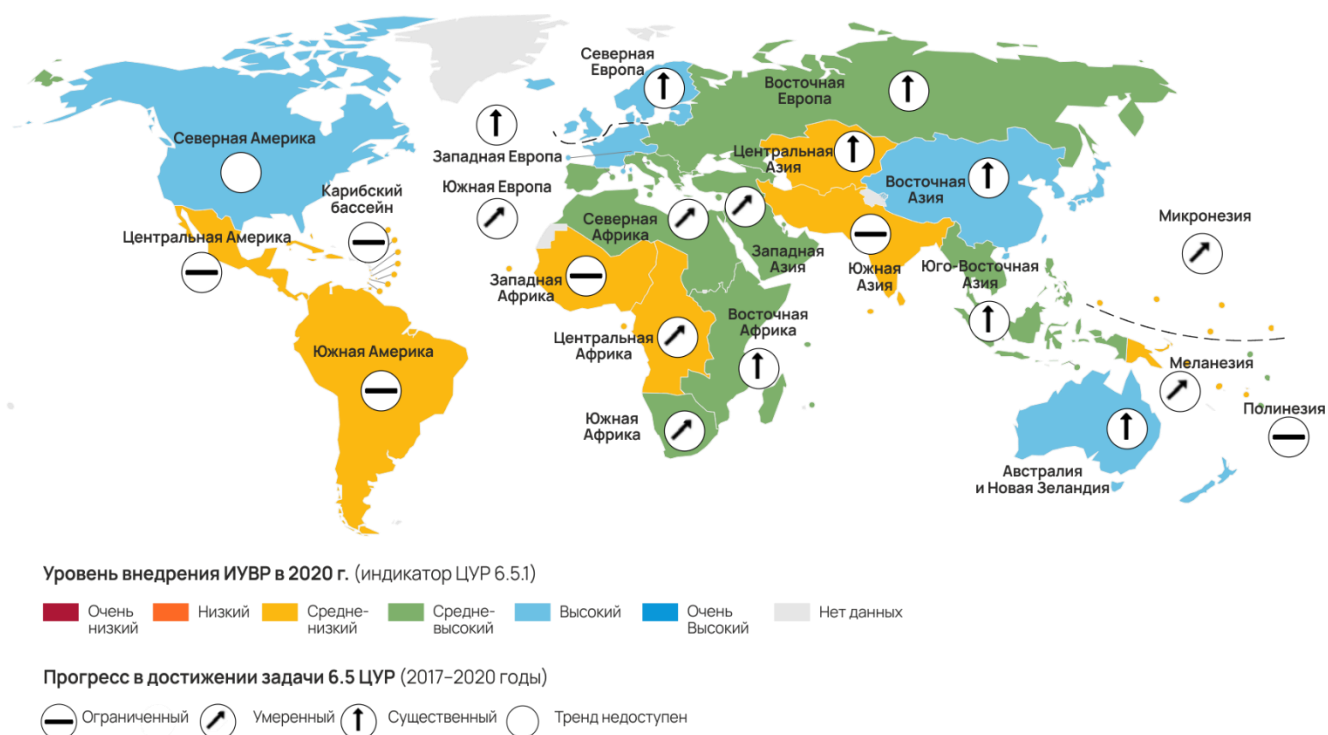 Северная
Европа
Восточная
Европа
Северная Америка
Западная Европа
Центральная
Азия
Восточная
Азия
Карибский
бассейн
Южная Европа
Микронезия
Центральная Америка
Северная
Африка
Западная
Азия
Южная
Азия
Юго-Восточная
Азия
Западная
Африка
Восточная
Африка
Центральная
Африка
Южная Америка
Меланезия
Южная
Африка
Полинезия
Австралия
и Новая Зеландия
Уровень внедрения ИУВР в 2020 г. (индикатор ЦУР 6.5.1)
Очень
низкий
Низкий
Средне-
низкий
Средне-
высокий
Высокий
Очень
Высокий
Нет данных
Прогресс в достижении задачи 6.5 ЦУР (2017–2020 годы)
Ограниченный
Умеренный
Существенный
Тренд недоступен